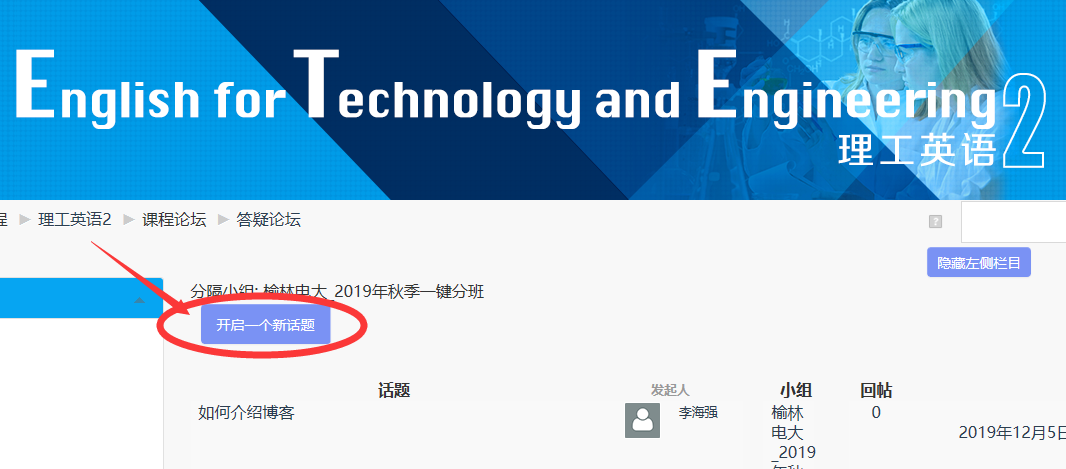 English for Technology and Engineering 2
理工英语
程 ▶ 理工英语2 ▶ 课程论坛 ▶ 答疑论坛
?
隐藏左侧栏目
分隔小组: 榆林电大_2019年秋季一键分班
开启一个新话题
话题 发起人 小组 回帖
如何介绍博客 李海强 榆林 0
电大 2019年12月5日
_2019